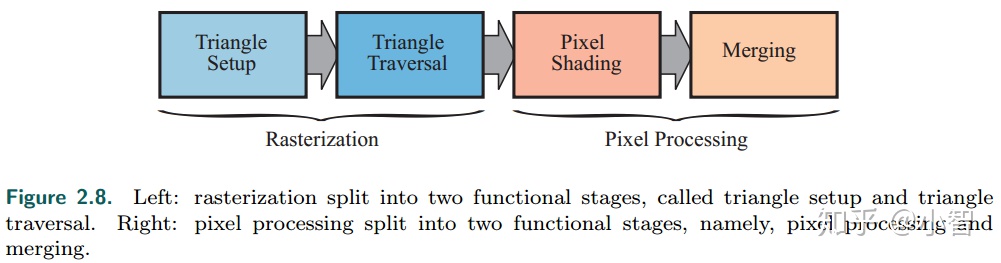 Triangle
Setup
Triangle
Traversal
Pixel
Shading
Merging
Rasterization
Pixel Processing
Figure 2.8. Left: rasterization split into two functional stages, called triangle setup and triangle
traversal. Right: pixel processing split into two functional stages, namely, pixel processing and
merging.
知乎 @小智